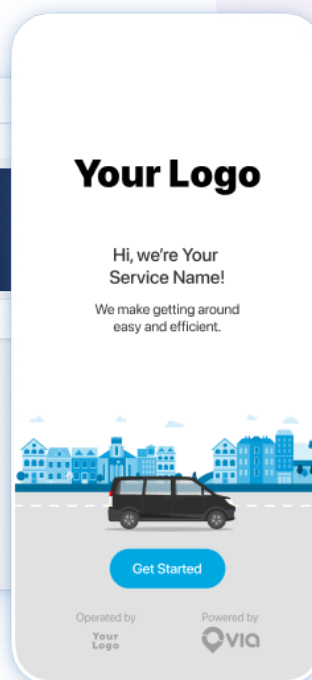 Your Logo
Hi, we're Your
Service Name!
We make getting around
easy and efficient.
Get Started
Operated by
Your
Logo
Powered by
via